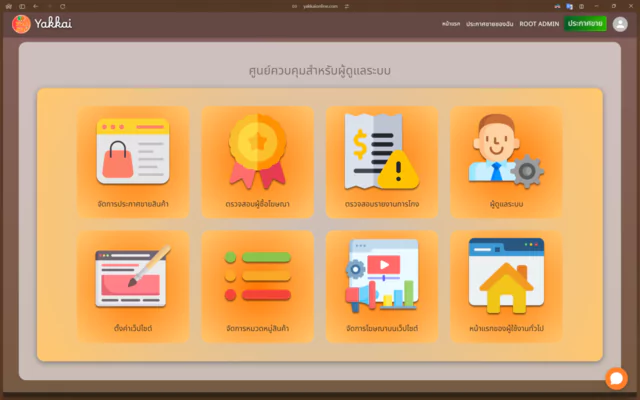 yakkaionline.com
Yakkai
หน้าแรก ประกาศขายของฉัน ROOT ADMIN ประกาศขาย
ศูนย์ควบคุมสำหรับผู้ดูแลระบบ
จัดการประกาศขายสินค้า ตรวจสอบผู้ซื้อโฆษณา ตรวจสอบรายงานการโกง ผู้ดูแลระบบ
ตั้งค่าเว็ปไซต์ จัดการหมวดหมู่สินค้า จัดการโฆษณาบนเว็ปไซต์ หน้าแรกของผู้ใช้งานทั่วไป